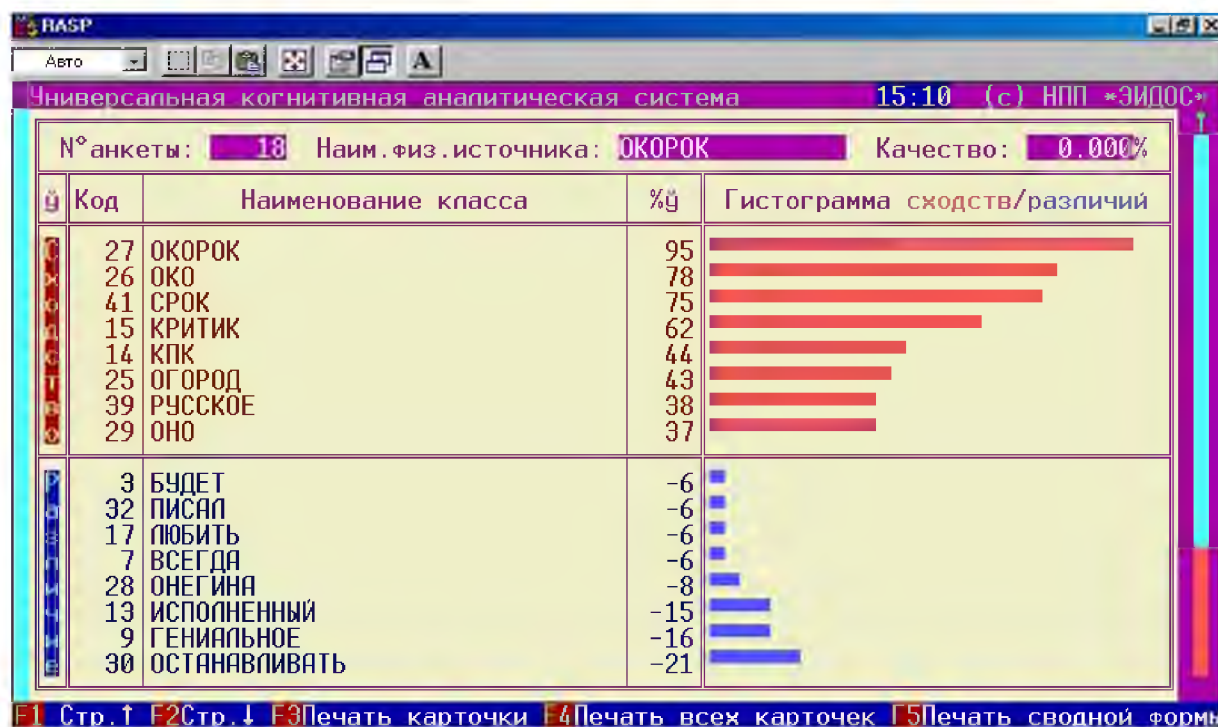 RASP
Авто A
Универсальная когнитивная аналитическая система 15:10 (с) НПП *ЭЙДОС*
N°анкеты: 18 Наим.физ.источника: ОКОРОК Качество: 0.000%
ÿ Код Наименование класса %ÿ Гистограмма сходств/различий
Сходство
27 ОКОРОК 95
26 ОКО 78
41 СРОК 75
15 КРИТИК 62
14 КПК 44
25 ОГОРОД 43
39 РУССКОЕ 38
29 ОНО 37
Различие
3 БУДЕТ -6
32 ПИСАЛ -6
17 ЛЮБИТЬ -6
7 ВСЕГДА -6
28 ОНЕГИНА -8
13 ИСПОЛНЕННЫЙ -15
9 ГЕНИАЛЬНОЕ -16
30 ОСТАНАВЛИВАТЬ -21
F1 Стр.↑ F2Стр.↓ F3Печать карточки F4Печать всех карточек F5Печать сводной формы